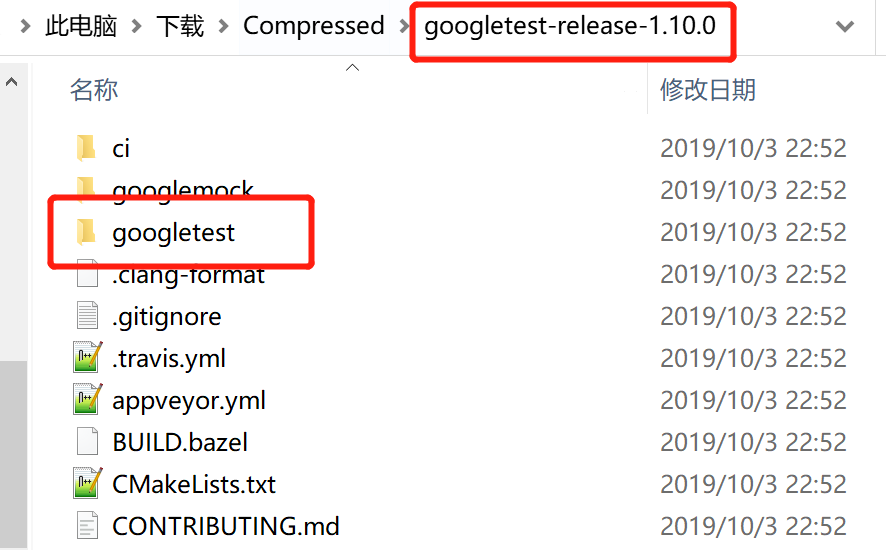 此电脑 > 下载 > Compressed > googletest-release-1.10.0
名称 修改日期
ci 2019/10/3 22:52
googlemock 2019/10/3 22:52
googletest 2019/10/3 22:52
.clang-format 2019/10/3 22:52
.gitignore 2019/10/3 22:52
.travis.yml 2019/10/3 22:52
appveyor.yml 2019/10/3 22:52
BUILD.bazel 2019/10/3 22:52
CMakeLists.txt 2019/10/3 22:52
CONTRIBUTING.md 2019/10/3 22:52